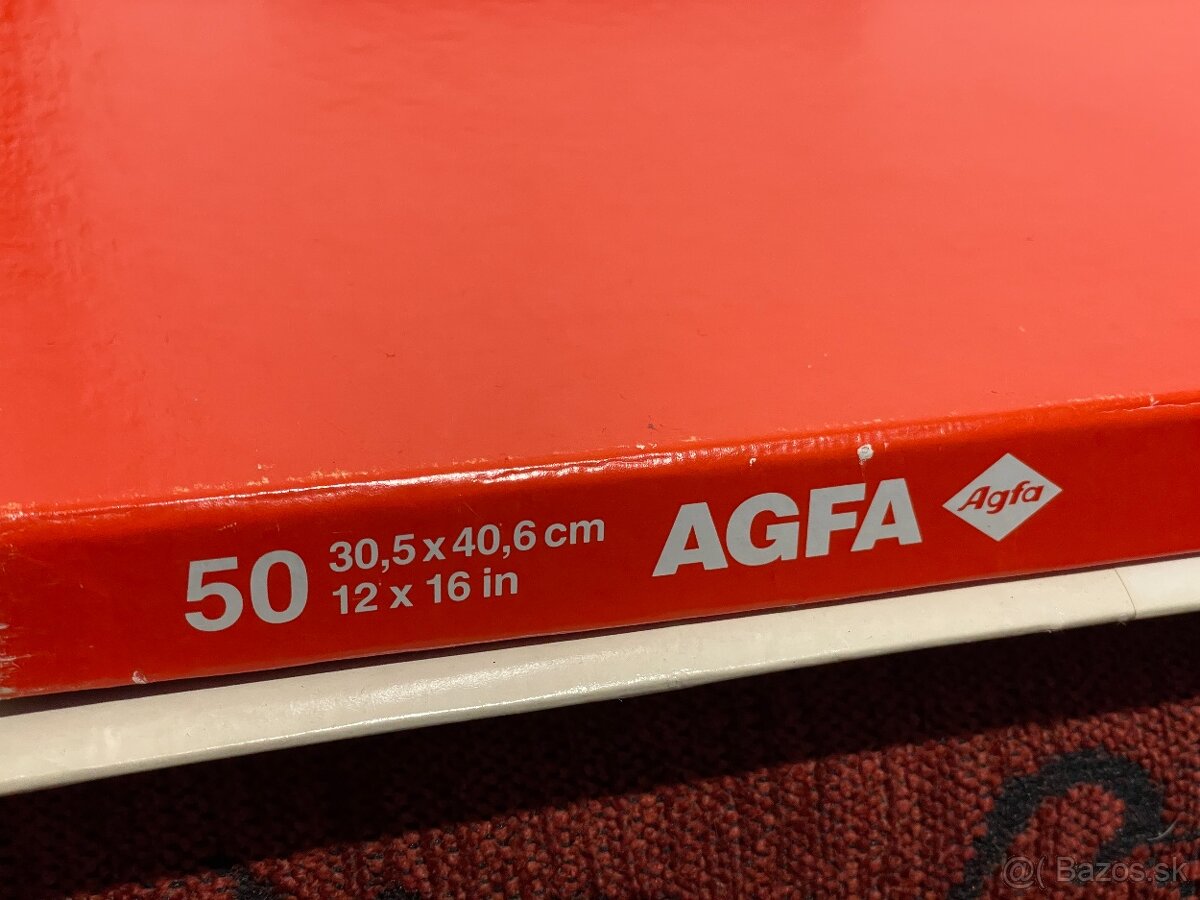 50
30,5 x 40,6 cm
12 x 16 in
AGFA
Agfa
@( Bazos.sk